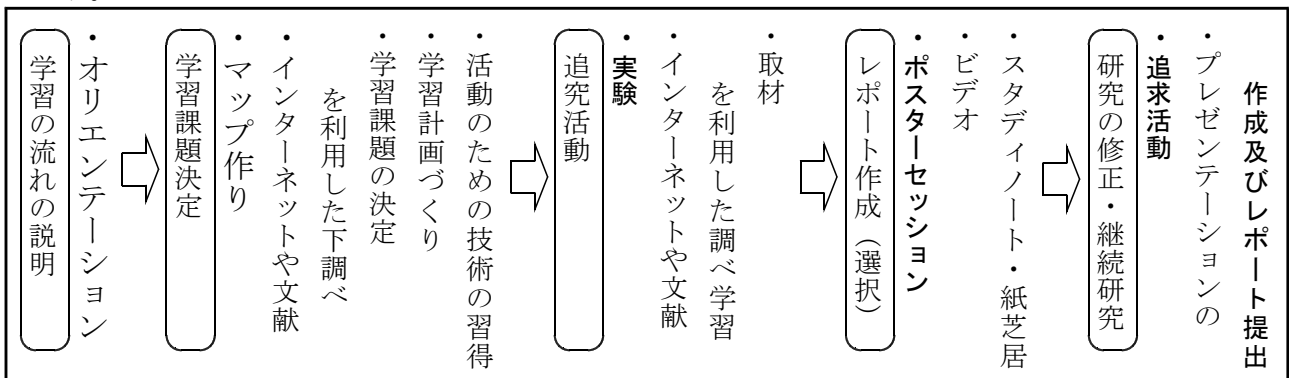 学習の流れの説明
・オリエンテーション
学習課題決定
・マップ作り
・インターネットや文献
を利用した下調べ
・学習課題の決定
・学習計画づくり
・活動のための技術の習得
追究活動
・実験
・インターネットや文献
を利用した調べ学習
・取材
レポート作成（選択）
・ポスターセッション
・ビデオ
・スタディノート・紙芝居
研究の修正・継続研究
・追求活動
・プレゼンテーションの
作成及びレポート提出